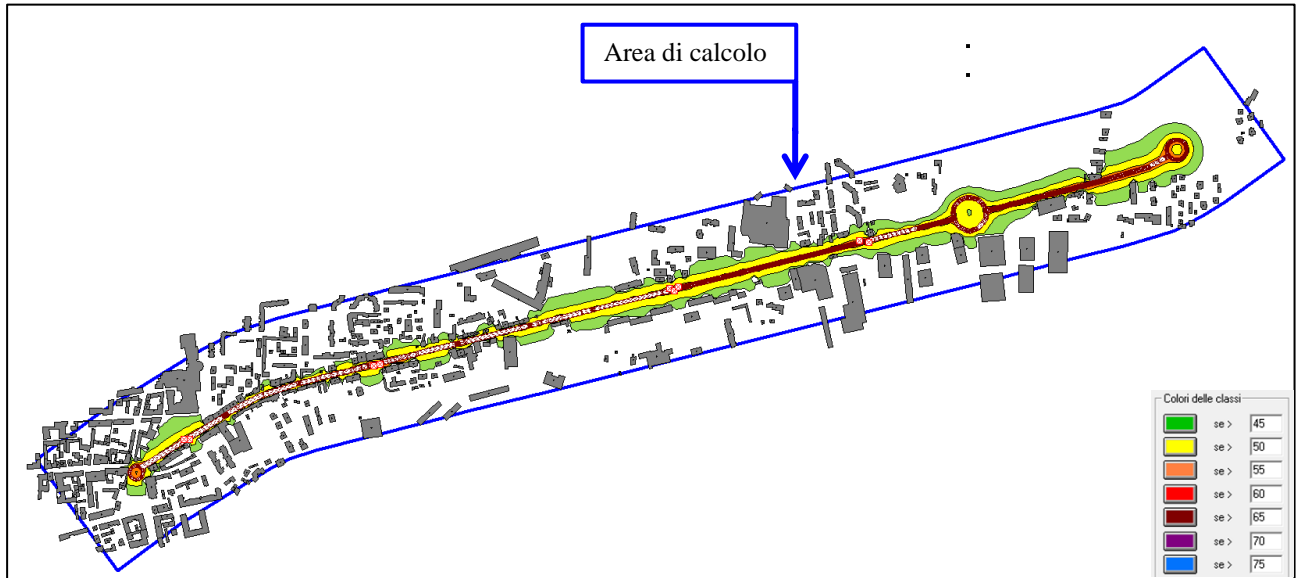 Area di calcolo
Colori delle classi
se > 45
se > 50
se > 55
se > 60
se > 65
se > 70
se > 75